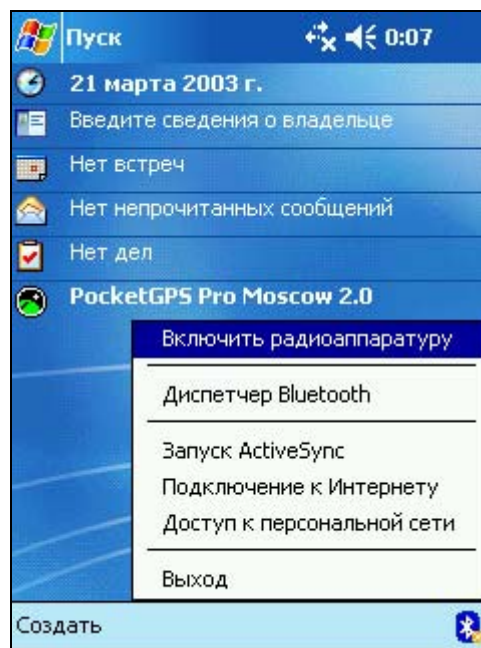 Пуск 0:07
21 марта 2003 г.
Введите сведения о владельце
Нет встреч
Нет непрочитанных сообщений
Нет дел
PocketGPS Pro Moscow 2.0
Включить радиоаппаратуру
Диспетчер Bluetooth
Запуск ActiveSync
Подключение к Интернету
Доступ к персональной сети
Выход
Создать